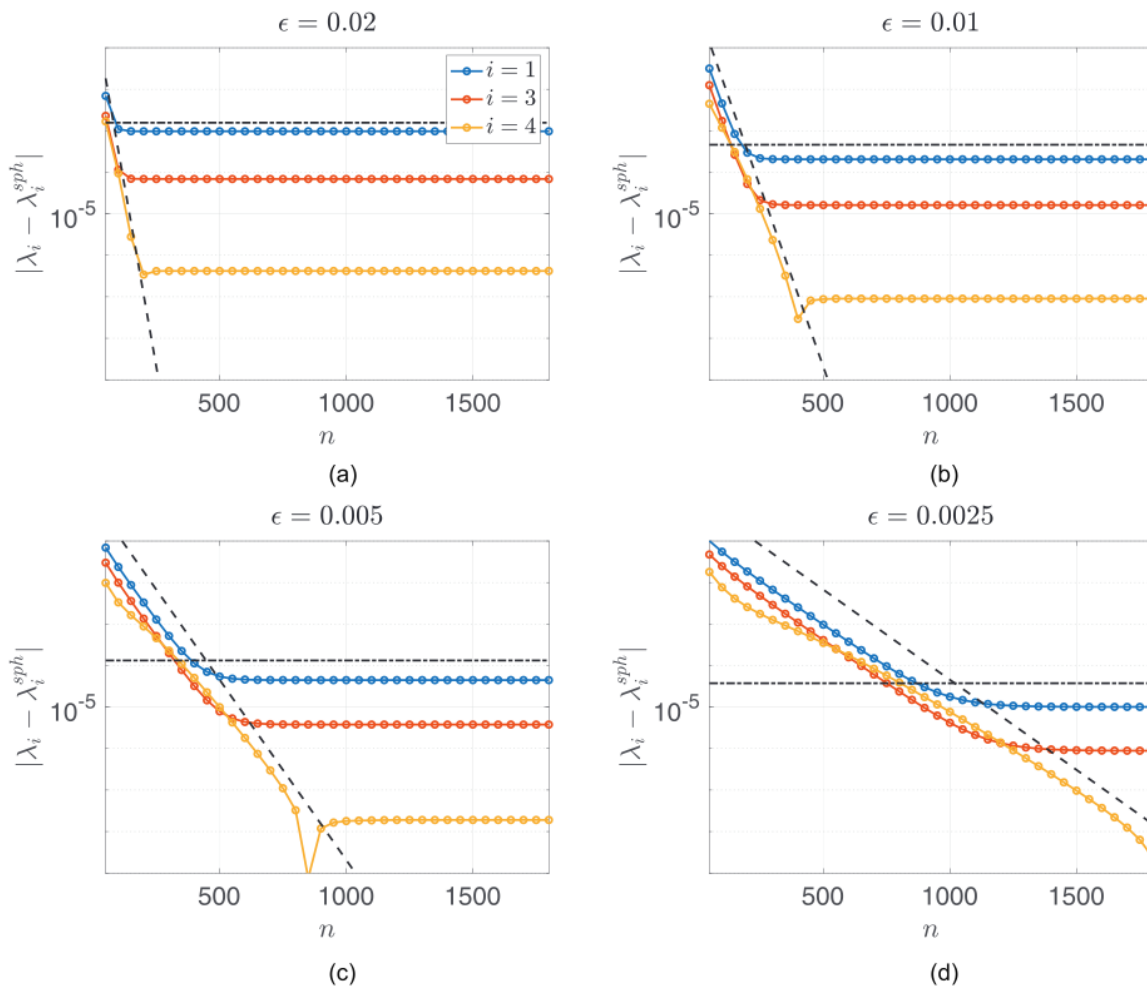 ϵ = 0.02
i = 1
i = 3
i = 4
|λ_i − λ_i^{sph}|
10^{-5}
500 1000 1500
n
(a)
ϵ = 0.01
|λ_i − λ_i^{sph}|
10^{-5}
500 1000 1500
n
(b)
ϵ = 0.005
|λ_i − λ_i^{sph}|
10^{-5}
500 1000 1500
n
(c)
ϵ = 0.0025
|λ_i − λ_i^{sph}|
10^{-5}
500 1000 1500
n
(d)